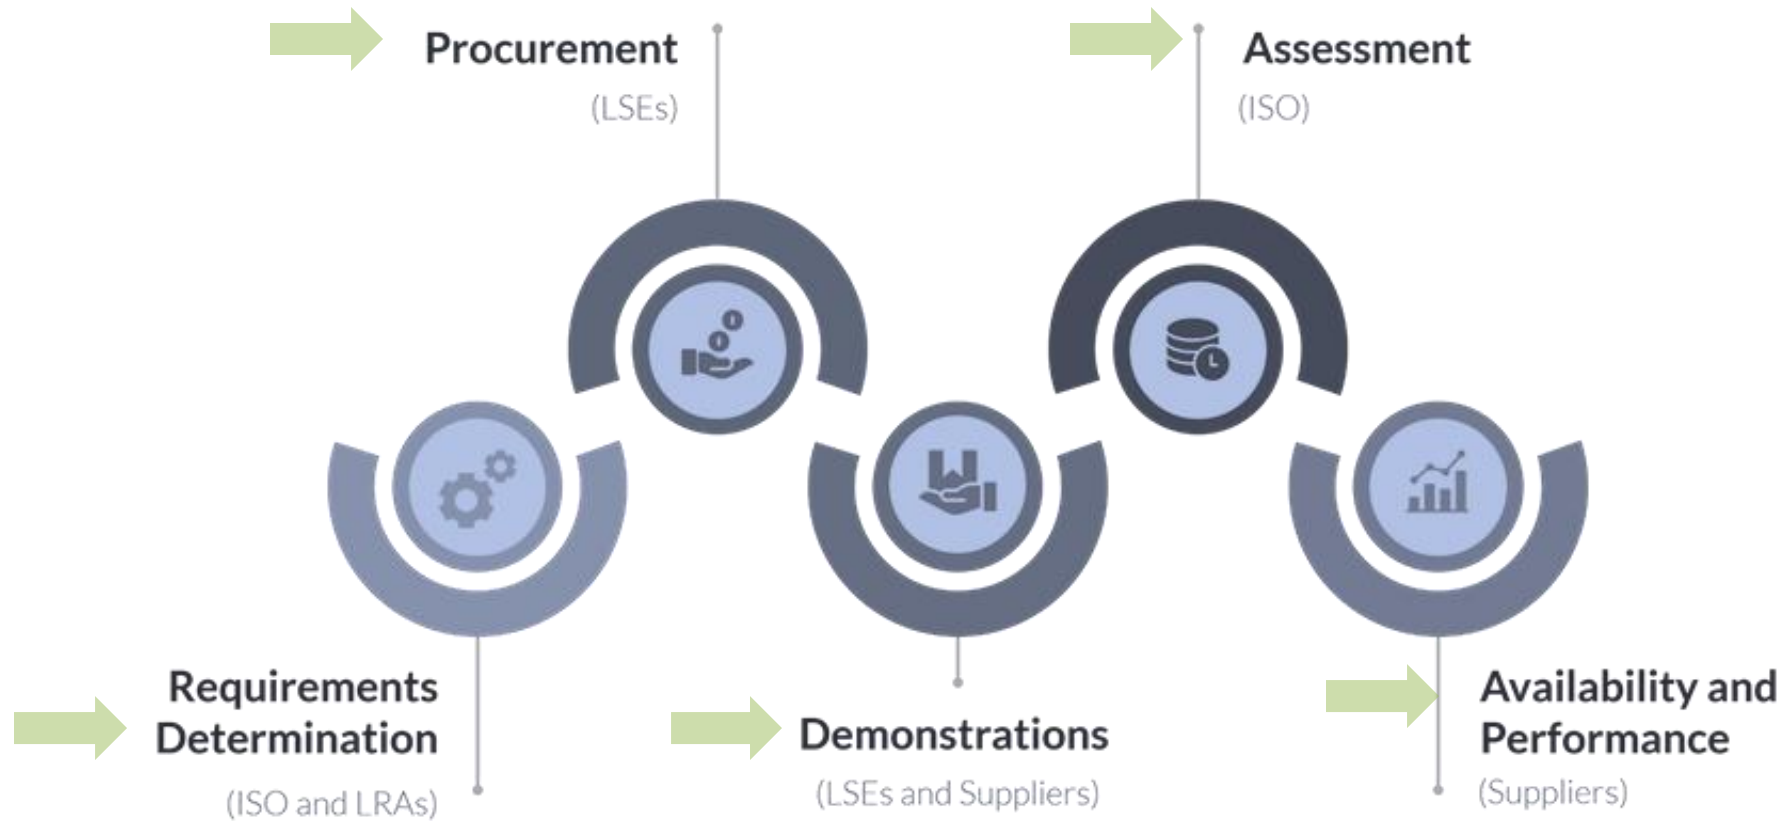 Procurement
(LSEs)
Assessment
(ISO)
Requirements
Determination
(ISO and LRAs)
Demonstrations
(LSEs and Suppliers)
Availability and
Performance
(Suppliers)